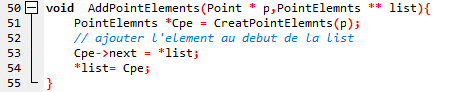 50 void AddPointElements(Point * p,PointElemnts ** list){
51 PointElemnts *Cpe = CreatPointElemnts(p);
52 // ajouter l'element au debut de la list
53 Cpe->next = *list;
54 *list= Cpe;
55 }